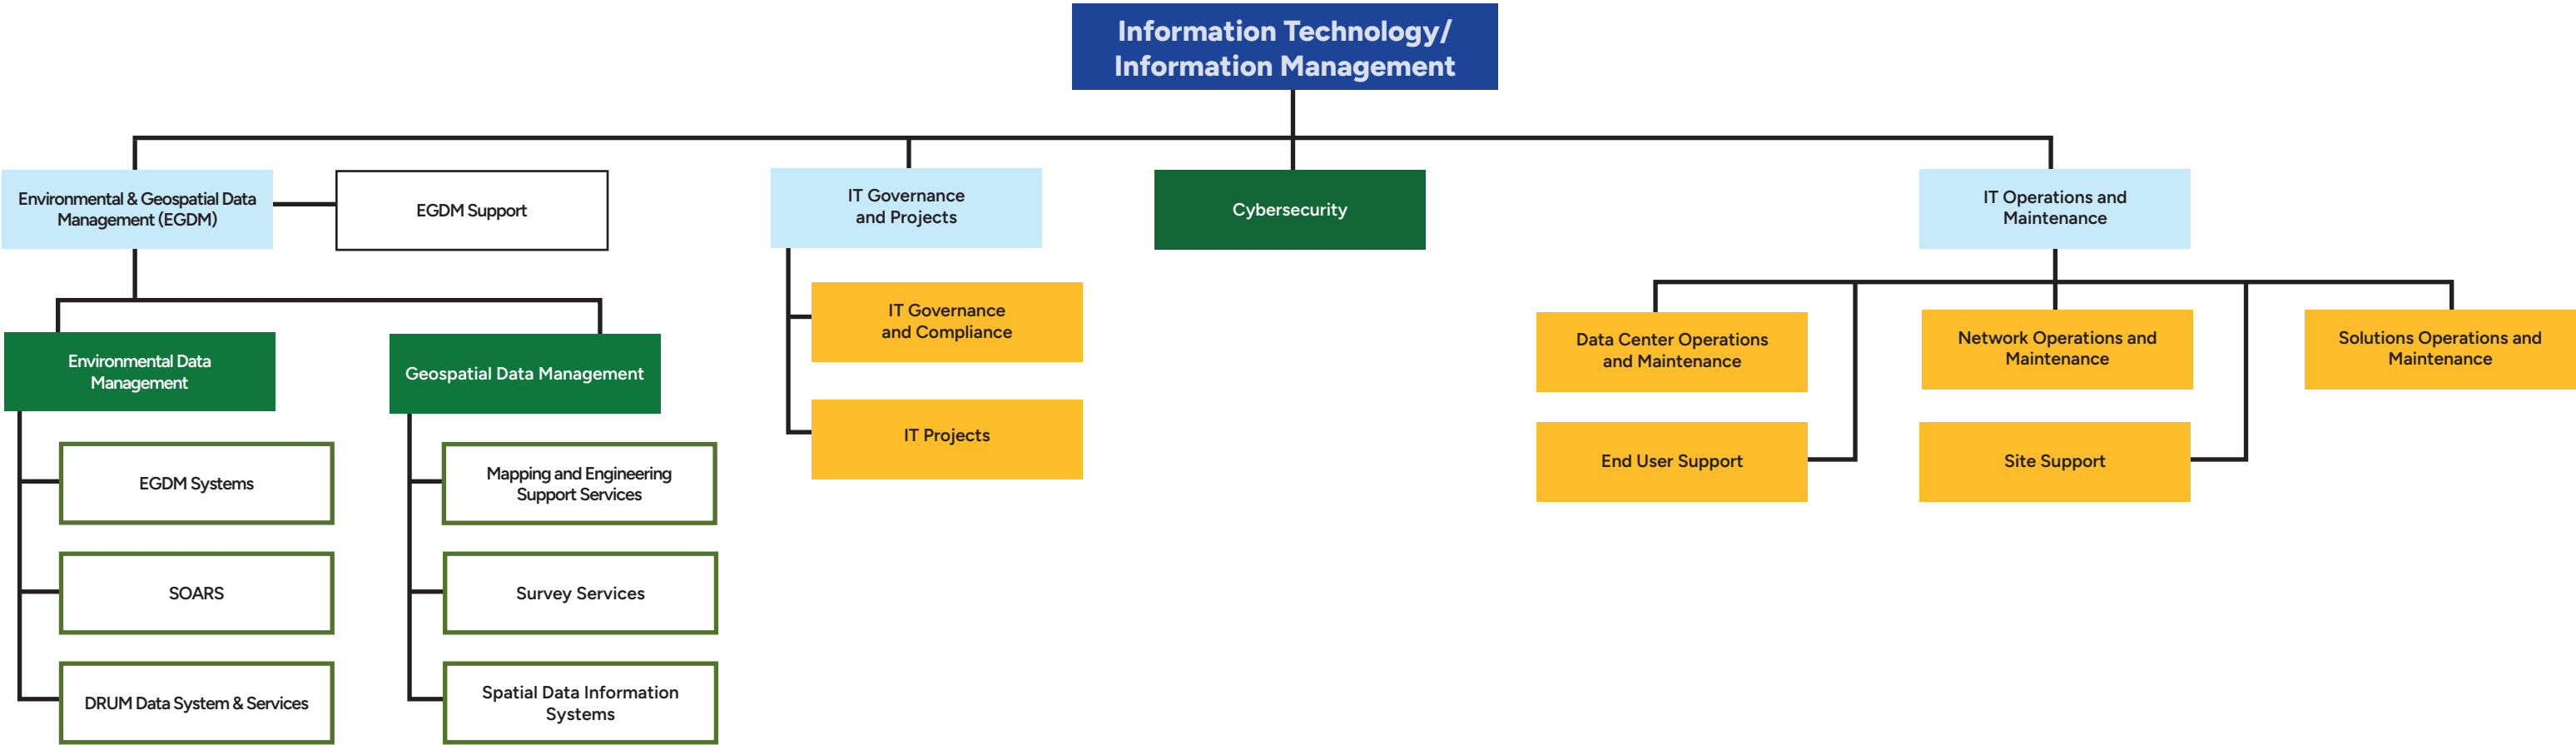 Information Technology/
Information Management
Environmental & Geospatial Data
Management (EGDM)
EGDM Support
IT Governance
and Projects
Cybersecurity
IT Operations and
Maintenance
Environmental Data
Management
Geospatial Data Management
EGDM Systems
SOARS
DRUM Data System & Services
Mapping and Engineering
Support Services
Survey Services
Spatial Data Information
Systems
IT Governance
and Compliance
IT Projects
Data Center Operations
and Maintenance
Network Operations and
Maintenance
Solutions Operations and
Maintenance
End User Support
Site Support